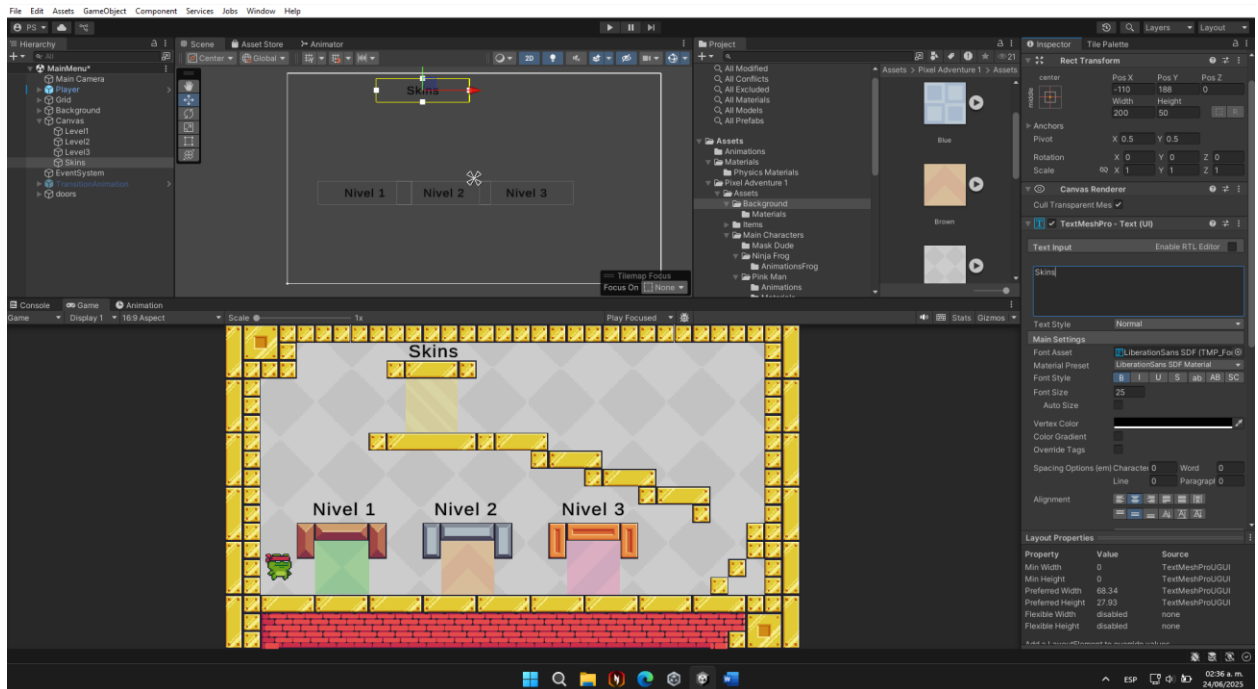 File Edit Assets GameObject Component Services Jobs Window Help
PS Layers Layout
Hierarchy
All
MainMenu*
Main Camera
Player
Grid
Background
Canvas
Level1
Level2
Level3
Skins
EventSystem
TransitionAnimation
doors
Scene Asset Store Animator
Center Global 2D
Skins
Nivel 1 Nivel 2 Nivel 3
Tilemap Focus
Focus On None
Project
21
All Modified
All Conflicts
All Excluded
All Materials
All Models
All Prefabs
Assets
Animations
Materials
Physics Materials
Pixel Adventure 1
Assets
Background
Materials
Items
Main Characters
Mask Dude
Ninja Frog
AnimationsFrog
Pink Man
Animations
Materials
Assets > Pixel Adventure 1 > Assets
Blue
Brown
Inspector Tile Palette
Rect Transform
center Pos X Pos Y Pos Z
middle -110 188 0
Width Height
200 50
Anchors
Pivot X 0.5 Y 0.5
Rotation X 0 Y 0 Z 0
Scale X 1 Y 1 Z 1
Canvas Renderer
Cull Transparent Mes
TextMeshPro - Text (UI)
Text Input Enable RTL Editor
Skins
Text Style Normal
Main Settings
Font Asset LiberationSans SDF (TMP_Fo
Material Preset LiberationSans SDF Material
Font Style B I U S ab AB SC
Font Size 25
Auto Size
Vertex Color
Color Gradient
Override Tags
Spacing Options (em) Character 0 Word 0
Line 0 Paragraph 0
Alignment
Layout Properties
Property Value Source
Min Width 0 TextMeshProUGUI
Min Height 0 TextMeshProUGUI
Preferred Width 68.34 TextMeshProUGUI
Preferred Height 27.93 TextMeshProUGUI
Flexible Width disabled none
Flexible Height disabled none
Add a LayoutElement to override values
Console Game Animation
Game Display 1 16:9 Aspect Scale 1x Play Focused Stats Gizmos
Skins
Nivel 1 Nivel 2 Nivel 3
ESP 02:36 a. m.
24/06/2025